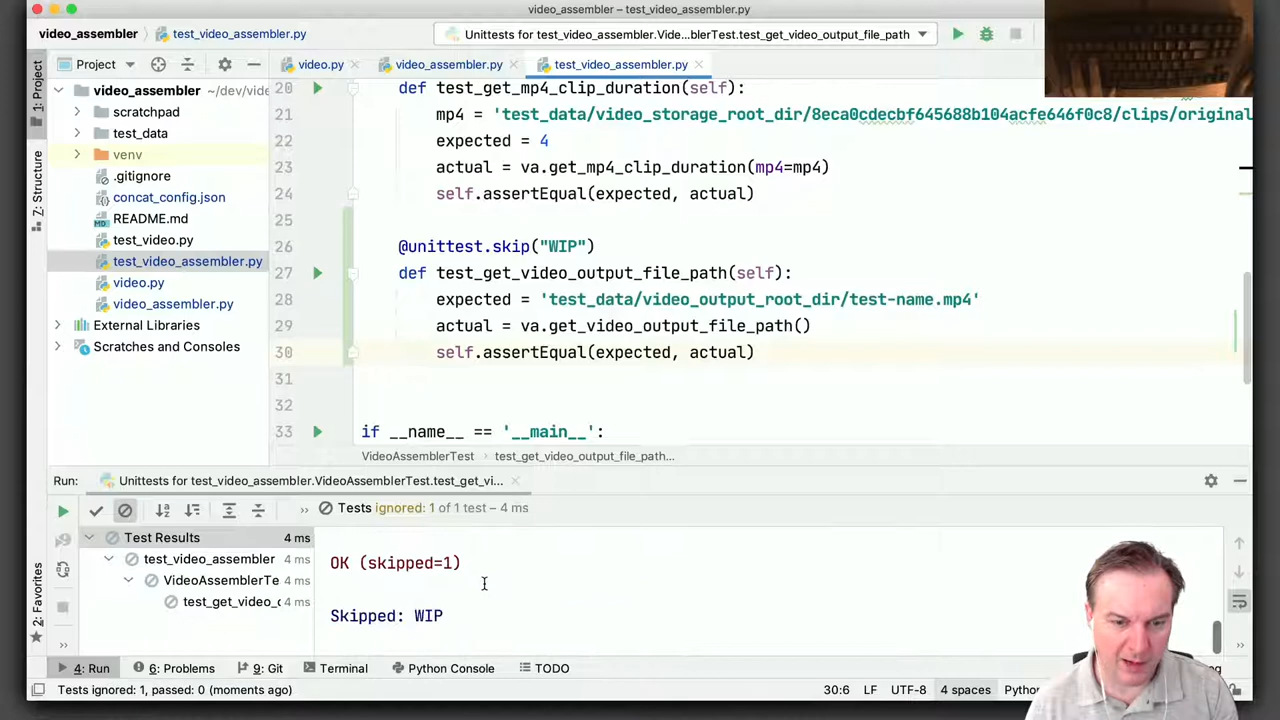 video_assembler – test_video_assembler.py
video_assembler
test_video_assembler.py
Unittests for test_video_assembler.Vide...blerTest.test_get_video_output_file_path
1: Project
Z: Structure
2: Favorites
Project
video.py
video_assembler.py
test_video_assembler.py
video_assembler ~/dev/vide
scratchpad
test_data
venv
.gitignore
concat_config.json
README.md
test_video.py
test_video_assembler.py
video.py
video_assembler.py
External Libraries
Scratches and Consoles
20 def test_get_mp4_clip_duration(self):
21 mp4 = 'test_data/video_storage_root_dir/8eca0cdecbf645688b104acfe646f0c8/clips/original
22 expected = 4
23 actual = va.get_mp4_clip_duration(mp4=mp4)
24 self.assertEqual(expected, actual)
25
26 @unittest.skip("WIP")
27 def test_get_video_output_file_path(self):
28 expected = 'test_data/video_output_root_dir/test-name.mp4'
29 actual = va.get_video_output_file_path()
30 self.assertEqual(expected, actual)
31
32
33 if __name__ == '__main__':
VideoAssemblerTest test_get_video_output_file_path...
Run: Unittests for test_video_assembler.VideoAssemblerTest.test_get_vi...
Tests ignored: 1 of 1 test – 4 ms
Test Results 4 ms
test_video_assembler 4 ms
VideoAssemblerTe 4 ms
test_get_video_c 4 ms
OK (skipped=1)
Skipped: WIP
4: Run
6: Problems
9: Git
Terminal
Python Console
TODO
Tests ignored: 1, passed: 0 (moments ago)
30:6 LF UTF-8 4 spaces Pytho